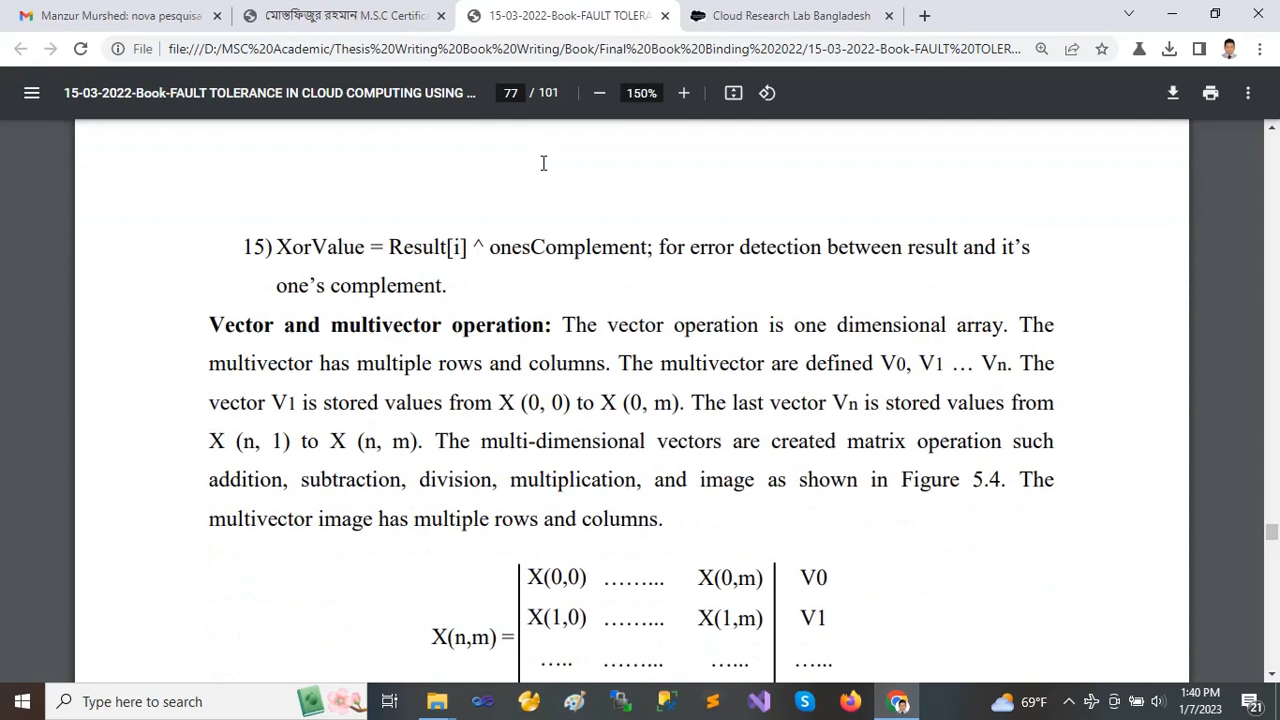 Manzur Murshed: nova pesquisa
মোস্তফিজুর রহমান M.S.C Certifica
15-03-2022-Book-FAULT TOLERA
Cloud Research Lab Bangladesh
File
file:///D:/MSC%20Academic/Thesis%20Writing%20Book%20Writing/Book/Final%20Book%20Binding%202022/15-03-2022-Book-FAULT%20TOLER...
15-03-2022-Book-FAULT TOLERANCE IN CLOUD COMPUTING USING ...
77 / 101
150%
15) XorValue = Result[i] ^ onesComplement; for error detection between result and it’s
one’s complement.
Vector and multivector operation: The vector operation is one dimensional array. The
multivector has multiple rows and columns. The multivector are defined V0, V1 … Vn. The
vector V1 is stored values from X (0, 0) to X (0, m). The last vector Vn is stored values from
X (n, 1) to X (n, m). The multi-dimensional vectors are created matrix operation such
addition, subtraction, division, multiplication, and image as shown in Figure 5.4. The
multivector image has multiple rows and columns.
X(0,0) ……... X(0,m) V0
X(1,0) ……... X(1,m) V1
X(n,m) =
….. ……... …... …...
Type here to search
69°F
1:40 PM
1/7/2023
21